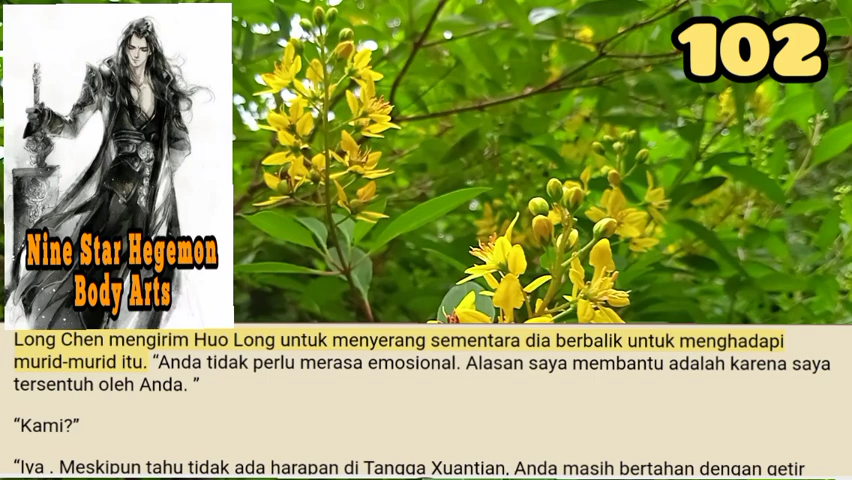 102
Nine Star Hegemon
Body Arts
Long Chen mengirim Huo Long untuk menyerang sementara dia berbalik untuk menghadapi
murid-murid itu. “Anda tidak perlu merasa emosional. Alasan saya membantu adalah karena saya
tersentuh oleh Anda. ”
“Kami?”
“Iya . Meskipun tahu tidak ada harapan di Tangga Xuantian, Anda masih bertahan dengan getir